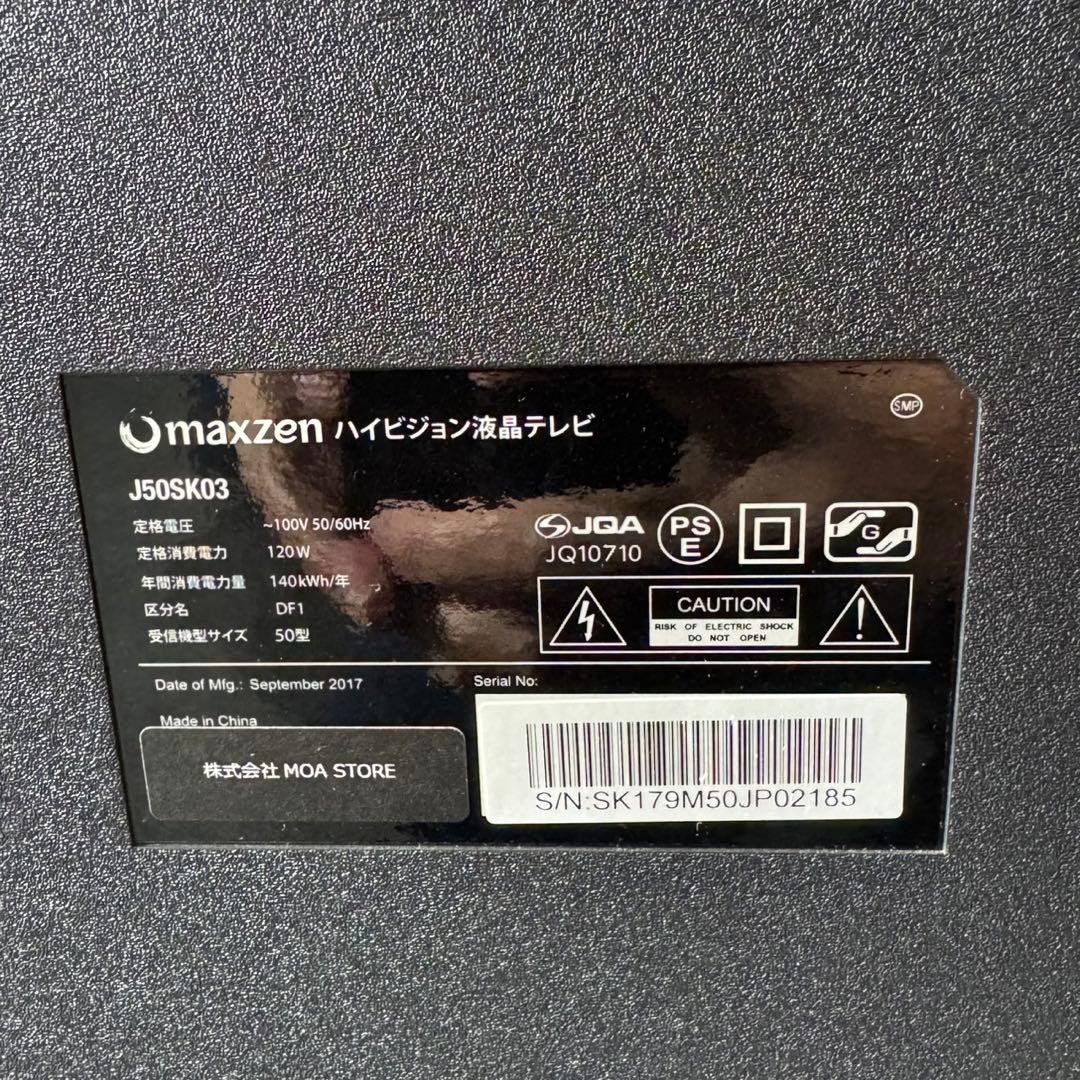 maxzen ハイビジョン液晶テレビ
SMP
J50SK03
定格電圧 ~100V 50/60Hz
定格消費電力 120W
年間消費電力量 140kWh/年
区分名 DF1
受信機型サイズ 50型
JQA
JQ10710
PS
E
G
CAUTION
RISK OF ELECTRIC SHOCK
DO NOT OPEN
Date of Mfg.: September 2017
Made in China
株式会社 MOA STORE
Serial No:
S/N:SK179M50JP02185